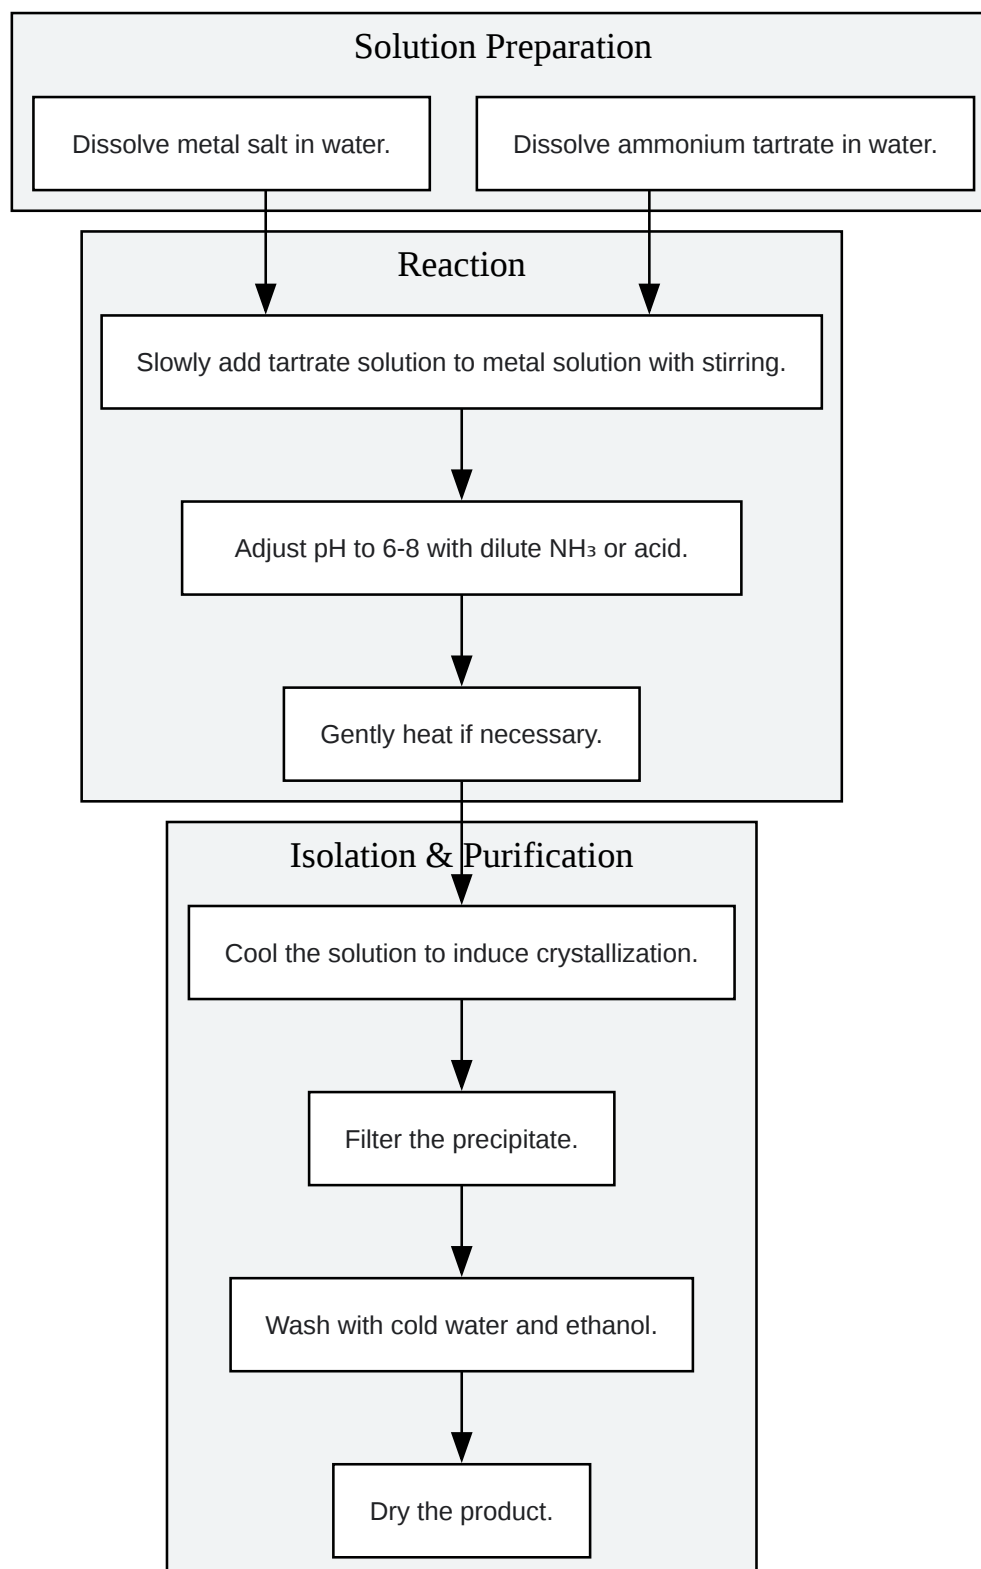 Solution Preparation
Dissolve metal salt in water.
Dissolve ammonium tartrate in water.
Reaction
Slowly add tartrate solution to metal solution with stirring.
Adjust pH to 6-8 with dilute NH₃ or acid.
Gently heat if necessary.
Isolation & Purification
Cool the solution to induce crystallization.
Filter the precipitate.
Wash with cold water and ethanol.
Dry the product.